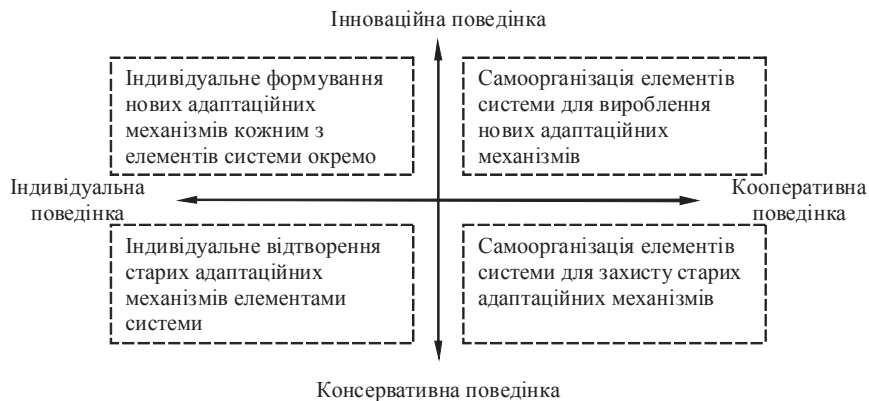 Інноваційна поведінка
Індивідуальне формування
нових адаптаційних
механізмів кожним з
елементів системи окремо
Самоорганізація елементів
системи для вироблення
нових адаптаційних
механізмів
Індивідуальна
поведінка
Кооперативна
поведінка
Індивідуальне відтворення
старих адаптаційних
механізмів елементами
системи
Самоорганізація елементів
системи для захисту старих
адаптаційних механізмів
Консервативна поведінка